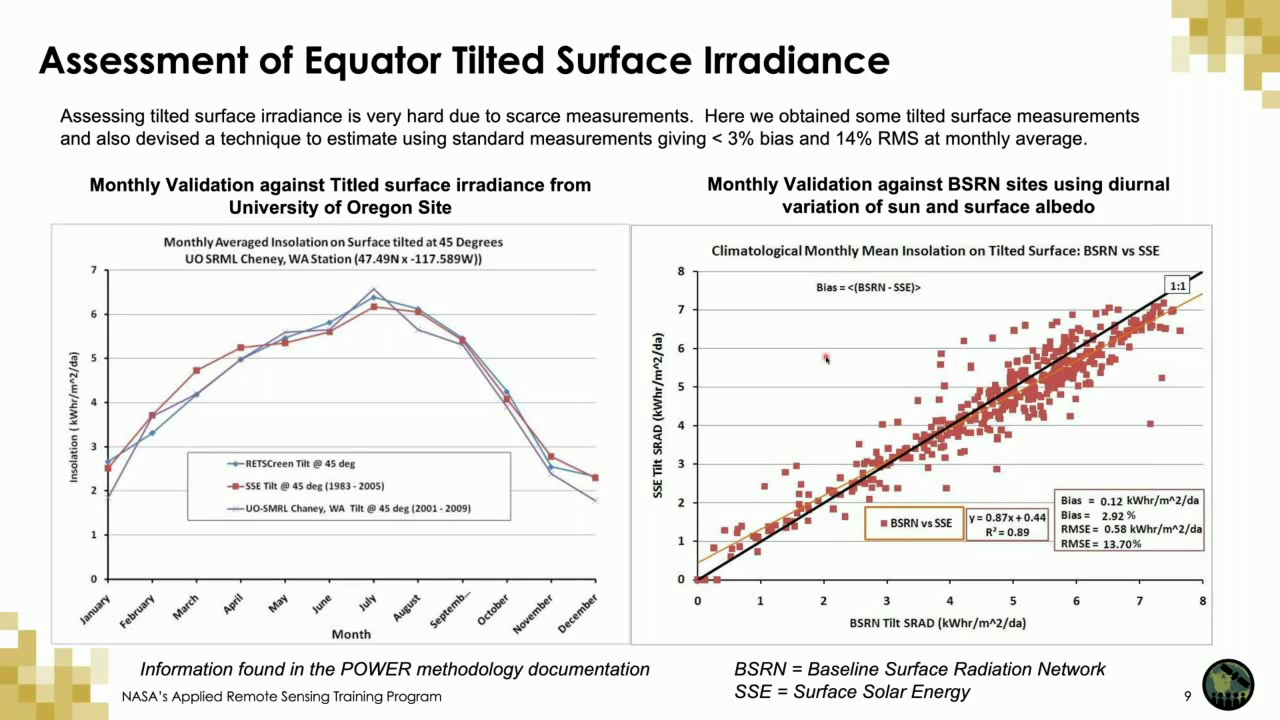 Assessment of Equator Tilted Surface Irradiance
Assessing tilted surface irradiance is very hard due to scarce measurements. Here we obtained some tilted surface measurements
and also devised a technique to estimate using standard measurements giving < 3% bias and 14% RMS at monthly average.
Monthly Validation against Titled surface irradiance from
University of Oregon Site
Monthly Averaged Insolation on Surface tilted at 45 Degrees
UO SRML Cheney, WA Station (47.49N x -117.589W))
7
6
5
4
3
2
1
0
Insolation ( kWhr/m^2/da)
RETSCreen Tilt @ 45 deg
SSE Tilt @ 45 deg (1983 - 2005)
UO-SMRL Chaney, WA Tilt @ 45 deg (2001 - 2009)
January
February
March
April
May
June
July
August
Septemb...
October
November
December
Month
Monthly Validation against BSRN sites using diurnal
variation of sun and surface albedo
Climatological Monthly Mean Insolation on Tilted Surface: BSRN vs SSE
Bias = <(BSRN - SSE)>
1:1
8
7
6
5
4
3
2
1
0
SSE Tilt SRAD (kWhr/m^2/da)
BSRN vs SSE
y = 0.87x + 0.44
R² = 0.89
Bias = 0.12 kWhr/m^2/da
Bias = 2.92 %
RMSE = 0.58 kWhr/m^2/da
RMSE = 13.70%
0 1 2 3 4 5 6 7 8
BSRN Tilt SRAD (kWhr/m^2/da)
Information found in the POWER methodology documentation
BSRN = Baseline Surface Radiation Network
SSE = Surface Solar Energy
NASA's Applied Remote Sensing Training Program
9